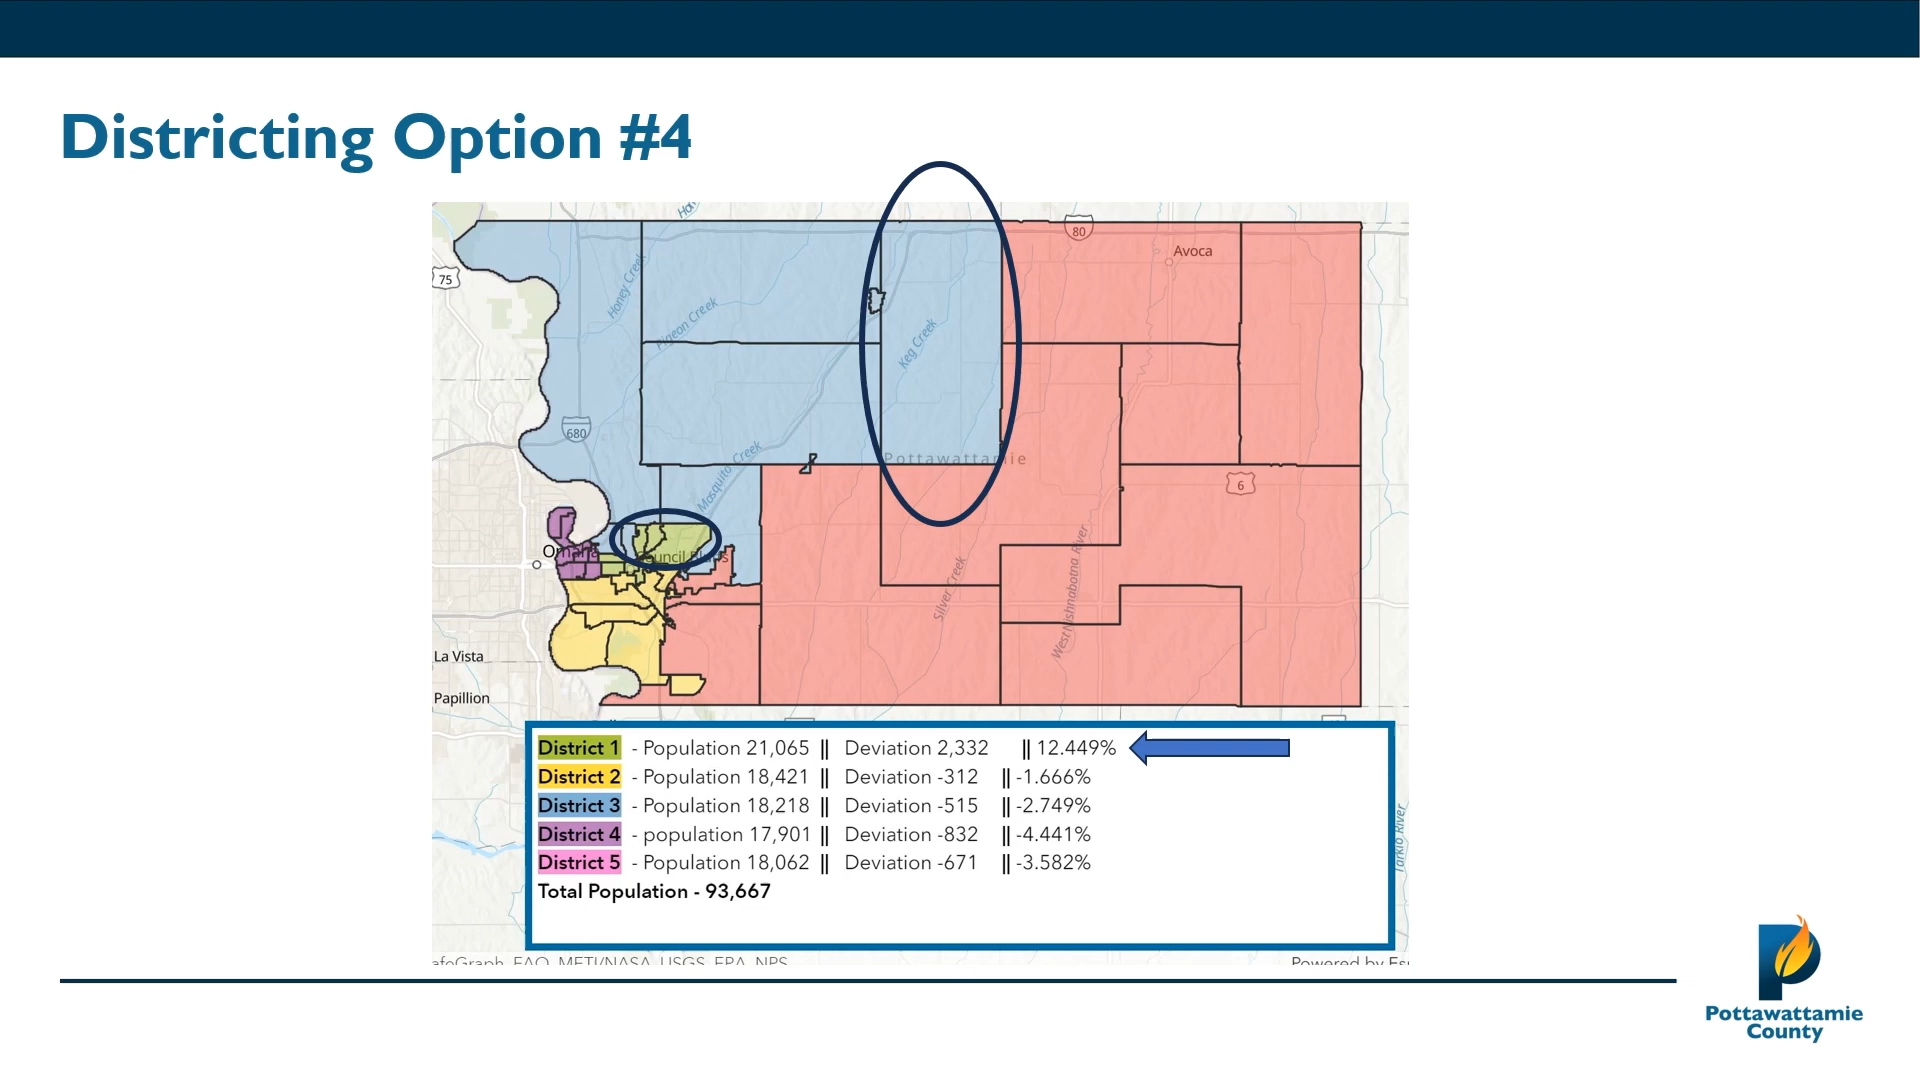 Districting Option #4
80
Avoca
75
Honey Creek
Pigeon Creek
Keg Creek
680
Mosquito Creek
Pottawattamie
6
Omaha
Council Bluffs
Silver Creek
West Nishnabotna River
La Vista
Papillion
District 1 - Population 21,065 || Deviation 2,332 || 12.449%
District 2 - Population 18,421 || Deviation -312 || -1.666%
District 3 - Population 18,218 || Deviation -515 || -2.749%
District 4 - population 17,901 || Deviation -832 || -4.441%
District 5 - Population 18,062 || Deviation -671 || -3.582%
Total Population - 93,667
Tarkio River
afeGraph, FAO, METI/NASA, USGS, EPA, NPS
Powered by Es
Pottawattamie
County